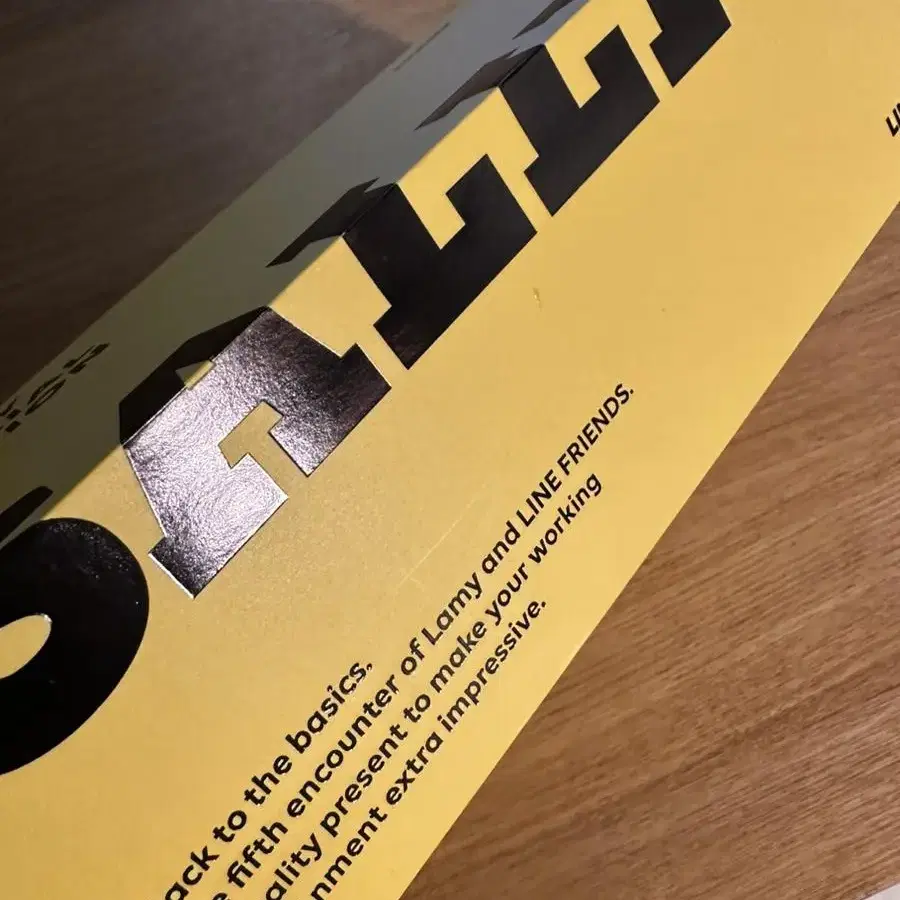 SALLY
ack to the basics.
e fifth encounter of Lamy and LINE FRIENDS.
ality present to make your working
nment extra impressive.